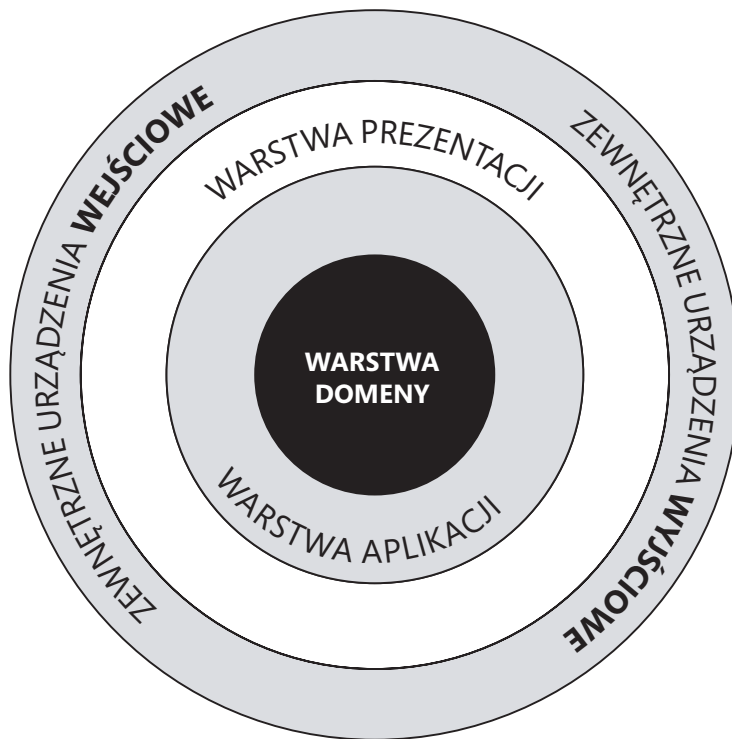 ZEWNĘTRZNE URZĄDZENIA WEJŚCIOWE
ZEWNĘTRZNE URZĄDZENIA WYJŚCIOWE
WARSTWA PREZENTACJI
WARSTWA
DOMENY
WARSTWA APLIKACJI